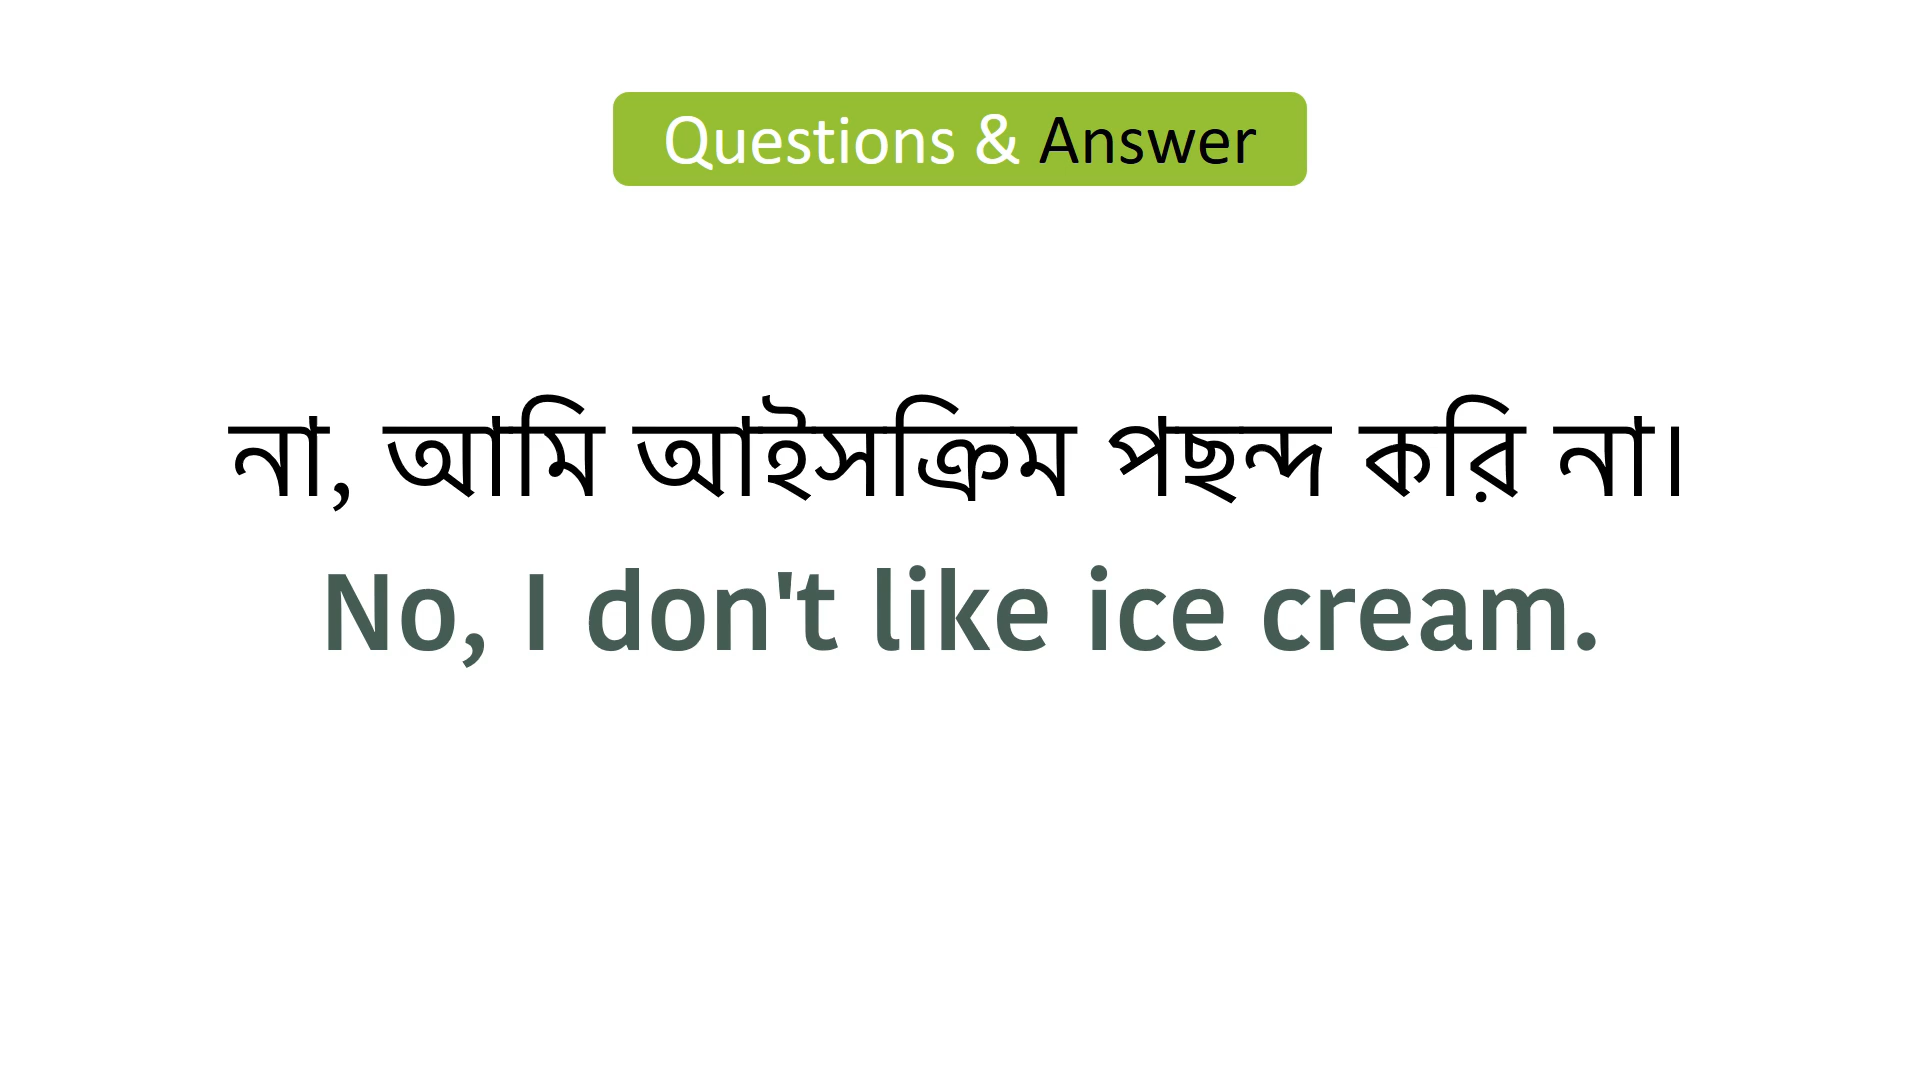 Questions & Answer
না, আমি আইসক্রিম পছন্দ করি না।
No, I don't like ice cream.